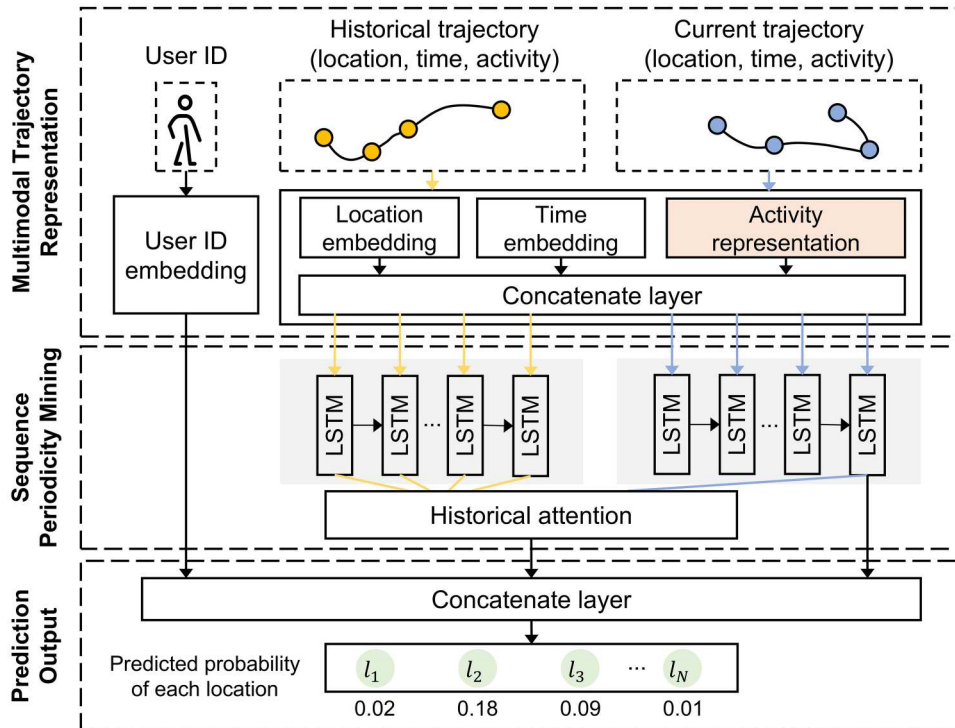 Multimodal Trajectory
Representation
User ID
Historical trajectory
(location, time, activity)
Current trajectory
(location, time, activity)
User ID
embedding
Location
embedding
Time
embedding
Activity
representation
Concatenate layer
Sequence
Periodicity Mining
LSTM
LSTM
...
LSTM
LSTM
LSTM
LSTM
...
LSTM
LSTM
Historical attention
Prediction
Output
Concatenate layer
Predicted probability
of each location
l1 l2 l3 ... lN
0.02 0.18 0.09 0.01